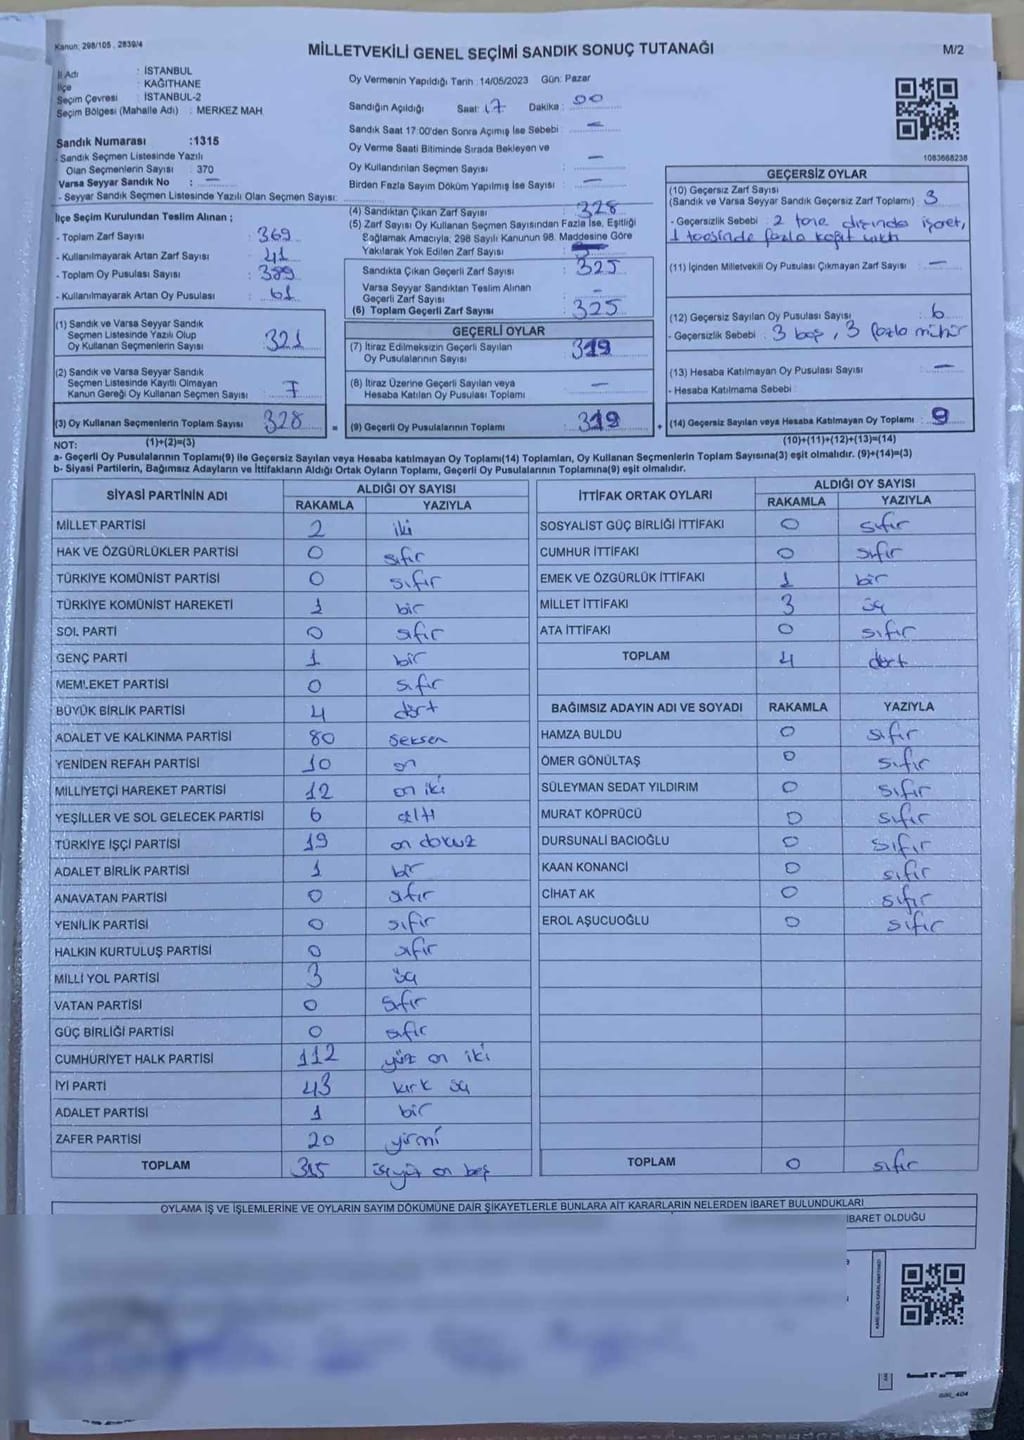 Kanun: 298/105 , 2839/4
MİLLETVEKİLİ GENEL SEÇİMİ SANDIK SONUÇ TUTANAĞI
M/2
İl Adı : İSTANBUL
İlçe : KAĞITHANE
Seçim Çevresi : İSTANBUL-2
Seçim Bölgesi (Mahalle Adı) : MERKEZ MAH
Oy Vermenin Yapıldığı Tarih :14/05/2023 Gün: Pazar
Sandığın Açıldığı Saat: 17 Dakika : 00
Sandık Saat 17:00'den Sonra Açımış İse Sebebi : —
Oy Verme Saati Bitiminde Sırada Bekleyen ve
Oy Kullandırılan Seçmen Sayısı : —
Birden Fazla Sayım Döküm Yapılmış İse Sayısı : —
1083668238
Sandık Numarası :1315
- Sandık Seçmen Listesinde Yazılı
Olan Seçmenlerin Sayısı : 370
Varsa Seyyar Sandık No : —
- Seyyar Sandık Seçmen Listesinde Yazılı Olan Seçmen Sayısı:
İlçe Seçim Kurulundan Teslim Alınan ;
- Toplam Zarf Sayısı : 369
- Kullanılmayarak Artan Zarf Sayısı : 41
- Toplam Oy Pusulası Sayısı : 389
- Kullanılmayarak Artan Oy Pusulası : 61
(1) Sandık ve Varsa Seyyar Sandık
Seçmen Listesinde Yazılı Olup
Oy Kullanan Seçmenlerin Sayısı : 321
(2) Sandık ve Varsa Seyyar Sandık
Seçmen Listesinde Kayıtlı Olmayan
Kanun Gereği Oy Kullanan Seçmen Sayısı : 7
(3) Oy Kullanan Seçmenlerin Toplam Sayısı : 328
(4) Sandıktan Çıkan Zarf Sayısı : 328
(5) Zarf Sayısı Oy Kullanan Seçmen Sayısından Fazla İse, Eşitliği
Sağlamak Amacıyla, 298 Sayılı Kanunun 98. Maddesine Göre
Yakılarak Yok Edilen Zarf Sayısı :
Sandıkta Çıkan Geçerli Zarf Sayısı : 325
Varsa Seyyar Sandıktan Teslim Alınan
Geçerli Zarf Sayısı : —
(6) Toplam Geçerli Zarf Sayısı : 325
GEÇERLİ OYLAR
(7) İtiraz Edilmeksizin Geçerli Sayılan
Oy Pusulalarının Sayısı : 319
(8) İtiraz Üzerine Geçerli Sayılan veya
Hesaba Katılan Oy Pusulası Toplamı : —
(9) Geçerli Oy Pusulalarının Toplamı : 319
GEÇERSİZ OYLAR
(10) Geçersiz Zarf Sayısı
(Sandık ve Varsa Seyyar Sandık Geçersiz Zarf Toplamı) : 3
- Geçersizlik Sebebi : 2 tane dışında işaret,
1 tanesinde fazla kağıt çıktı
(11) İçinden Milletvekili Oy Pusulası Çıkmayan Zarf Sayısı : —
(12) Geçersiz Sayılan Oy Pusulası Sayısı : 6
- Geçersizlik Sebebi : 3 boş, 3 fazla mühür
(13) Hesaba Katılmayan Oy Pusulası Sayısı : —
- Hesaba Katılmama Sebebi :
(14) Geçersiz Sayılan veya Hesaba Katılmayan Oy Toplamı : 9
NOT: (1)+(2)=(3)
(10)+(11)+(12)+(13)=(14)
a- Geçerli Oy Pusulalarının Toplamı(9) ile Geçersiz Sayılan veya Hesaba katılmayan Oy Toplamı(14) Toplamları, Oy Kullanan Seçmenlerin Toplam Sayısına(3) eşit olmalıdır. (9)+(14)=(3)
b- Siyasi Partilerin, Bağımsız Adayların ve İttifakların Aldığı Ortak Oyların Toplamı, Geçerli Oy Pusulalarının Toplamına(9) eşit olmalıdır.
SİYASİ PARTİNİN ADI
ALDIĞI OY SAYISI
RAKAMLA YAZIYLA
MİLLET PARTİSİ 2 iki
HAK VE ÖZGÜRLÜKLER PARTİSİ 0 sıfır
TÜRKİYE KOMÜNİST PARTİSİ 0 sıfır
TÜRKİYE KOMÜNİST HAREKETİ 1 bir
SOL PARTİ 0 sıfır
GENÇ PARTİ 1 bir
MEMLEKET PARTİSİ 0 sıfır
BÜYÜK BİRLİK PARTİSİ 4 dört
ADALET VE KALKINMA PARTİSİ 80 seksen
YENİDEN REFAH PARTİSİ 10 on
MİLLİYETÇİ HAREKET PARTİSİ 12 on iki
YEŞİLLER VE SOL GELECEK PARTİSİ 6 altı
TÜRKİYE İŞÇİ PARTİSİ 19 on dokuz
ADALET BİRLİK PARTİSİ 1 bir
ANAVATAN PARTİSİ 0 sıfır
YENİLİK PARTİSİ 0 sıfır
HALKIN KURTULUŞ PARTİSİ 0 sıfır
MİLLİ YOL PARTİSİ 3 üç
VATAN PARTİSİ 0 sıfır
GÜÇ BİRLİĞİ PARTİSİ 0 sıfır
CUMHURİYET HALK PARTİSİ 112 yüz on iki
İYİ PARTİ 43 kırk üç
ADALET PARTİSİ 1 bir
ZAFER PARTİSİ 20 yirmi
TOPLAM 315 üçyüz on beş
İTTİFAK ORTAK OYLARI
ALDIĞI OY SAYISI
RAKAMLA YAZIYLA
SOSYALİST GÜÇ BİRLİĞİ İTTİFAKI 0 sıfır
CUMHUR İTTİFAKI 0 sıfır
EMEK VE ÖZGÜRLÜK İTTİFAKI 1 bir
MİLLET İTTİFAKI 3 üç
ATA İTTİFAKI 0 sıfır
TOPLAM 4 dört
BAĞIMSIZ ADAYIN ADI VE SOYADI RAKAMLA YAZIYLA
HAMZA BULDU 0 sıfır
ÖMER GÖNÜLTAŞ 0 sıfır
SÜLEYMAN SEDAT YILDIRIM 0 sıfır
MURAT KÖPRÜCÜ 0 sıfır
DURSUNALİ BACIOĞLU 0 sıfır
KAAN KONANCİ 0 sıfır
CİHAT AK 0 sıfır
EROL AŞUCUOĞLU 0 sıfır
TOPLAM 0 sıfır
OYLAMA İŞ VE İŞLEMLERİNE VE OYLARIN SAYIM DÖKÜMÜNE DAİR ŞİKAYETLERLE BUNLARA AİT KARARLARIN NELERDEN İBARET BULUNDUKLARI
İBARET OLDUĞU